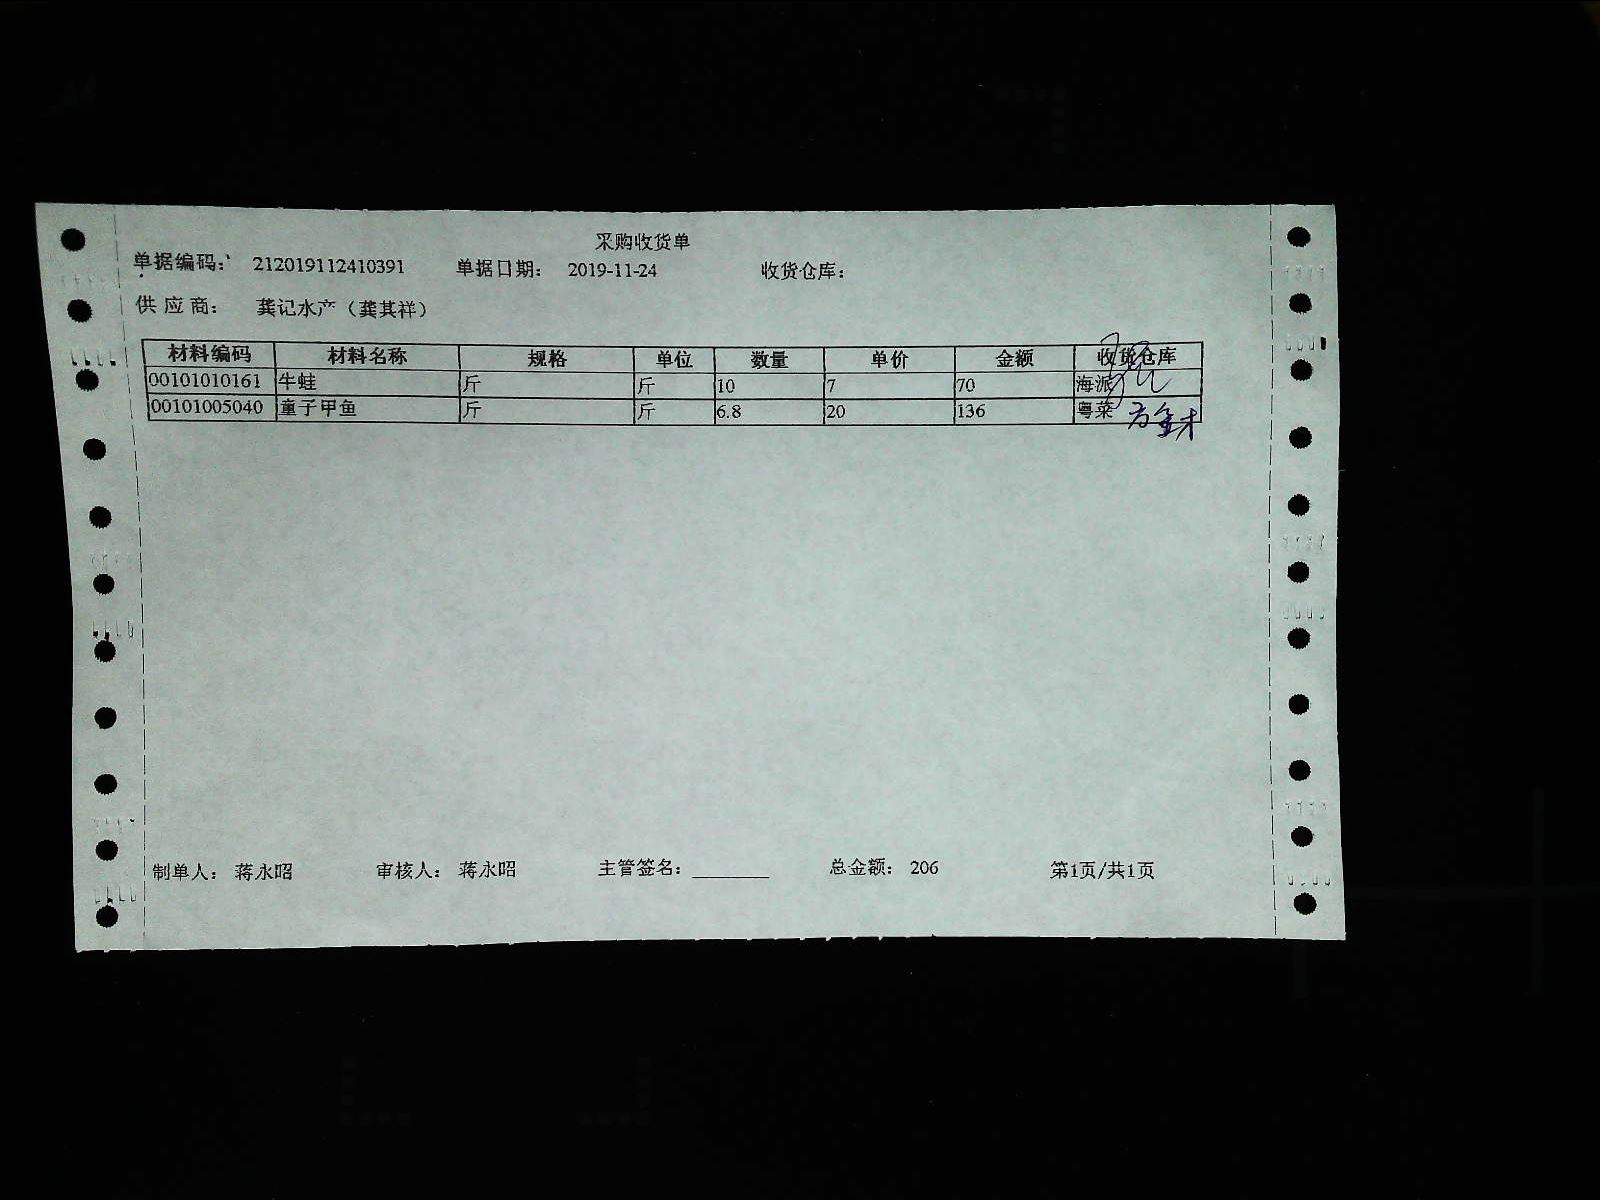 采购收货单
单据编码： 212019112410391 单据日期： 2019-11-24 收货仓库：
供应商： 龚记水产（龚其祥）
材料编码 材料名称 规格 单位 数量 单价 金额 收货仓库
00101010161 牛蛙 斤 斤 10 7 70 海派
00101005040 童子甲鱼 斤 斤 6.8 20 136 粤菜
制单人： 蒋永昭 审核人： 蒋永昭 主管签名：________ 总金额： 206 第1页/共1页